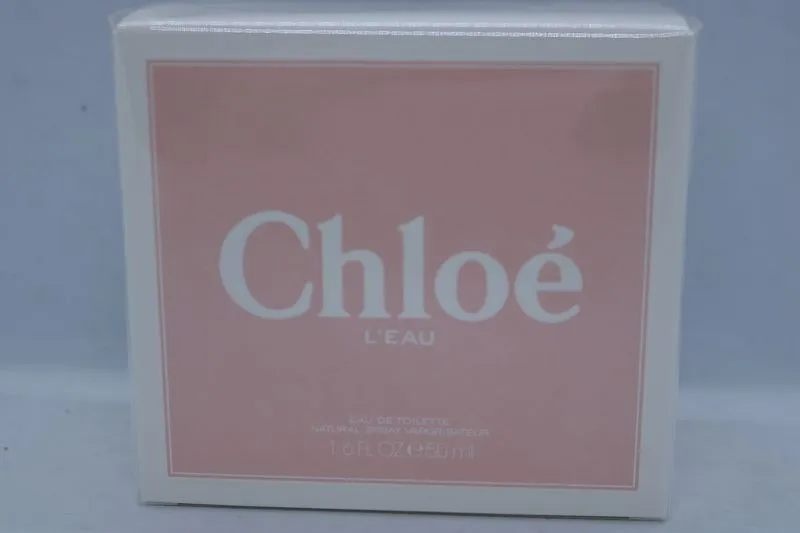 Chloé
L'EAU
EAU DE TOILETTE
NATURAL SPRAY VAPORISATEUR
1.6 FL OZ ℮ 50 ml